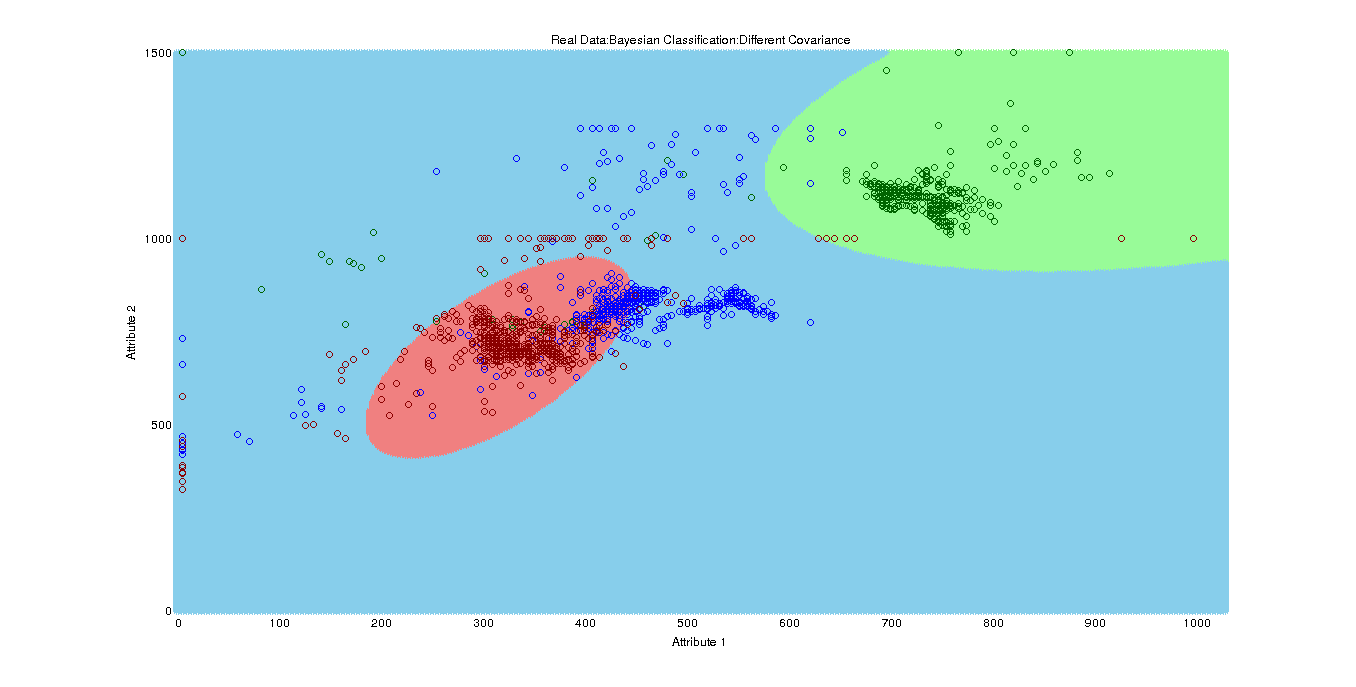 Real Data:Bayesian Classification:Different Covariance
1500
1000
Attribute 2
500
0
0 100 200 300 400 500 600 700 800 900 1000
Attribute 1